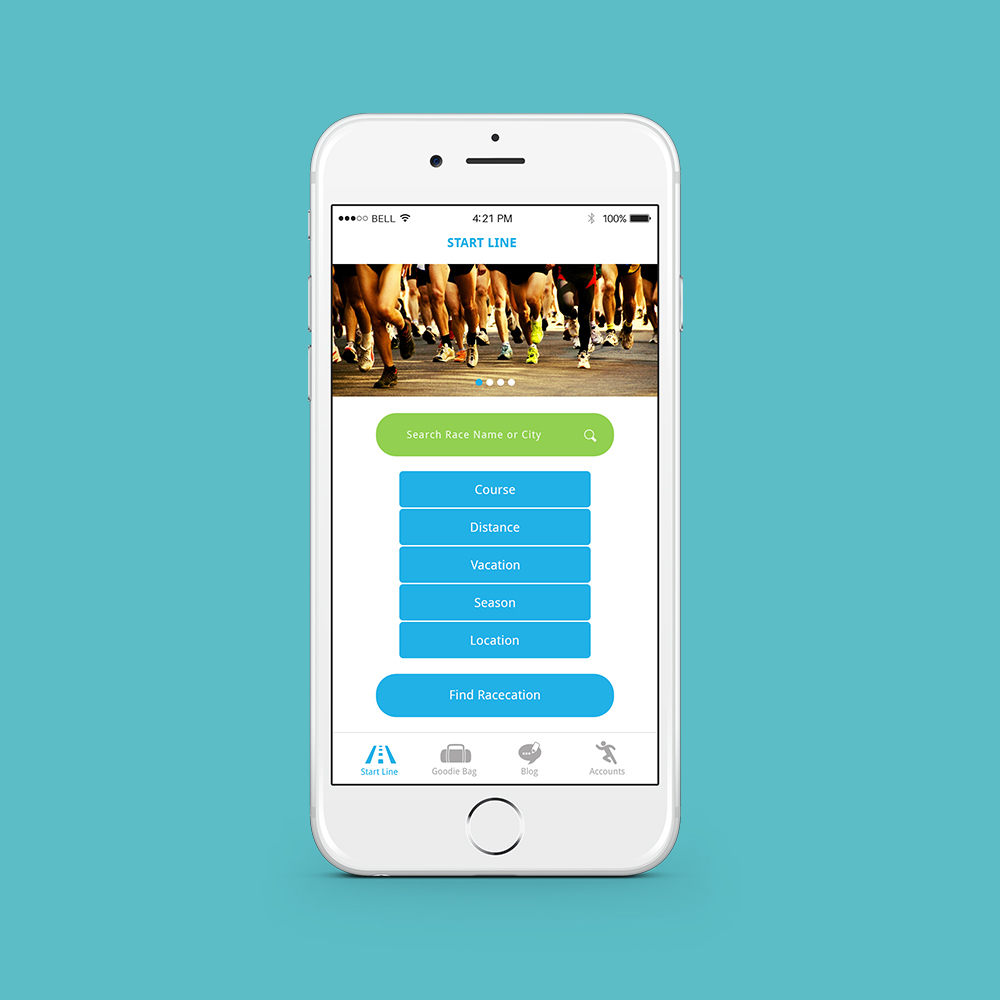 BELL 4:21 PM 100%
START LINE
Search Race Name or City
Course
Distance
Vacation
Season
Location
Find Racecation
Start Line Goodie Bag Blog Accounts